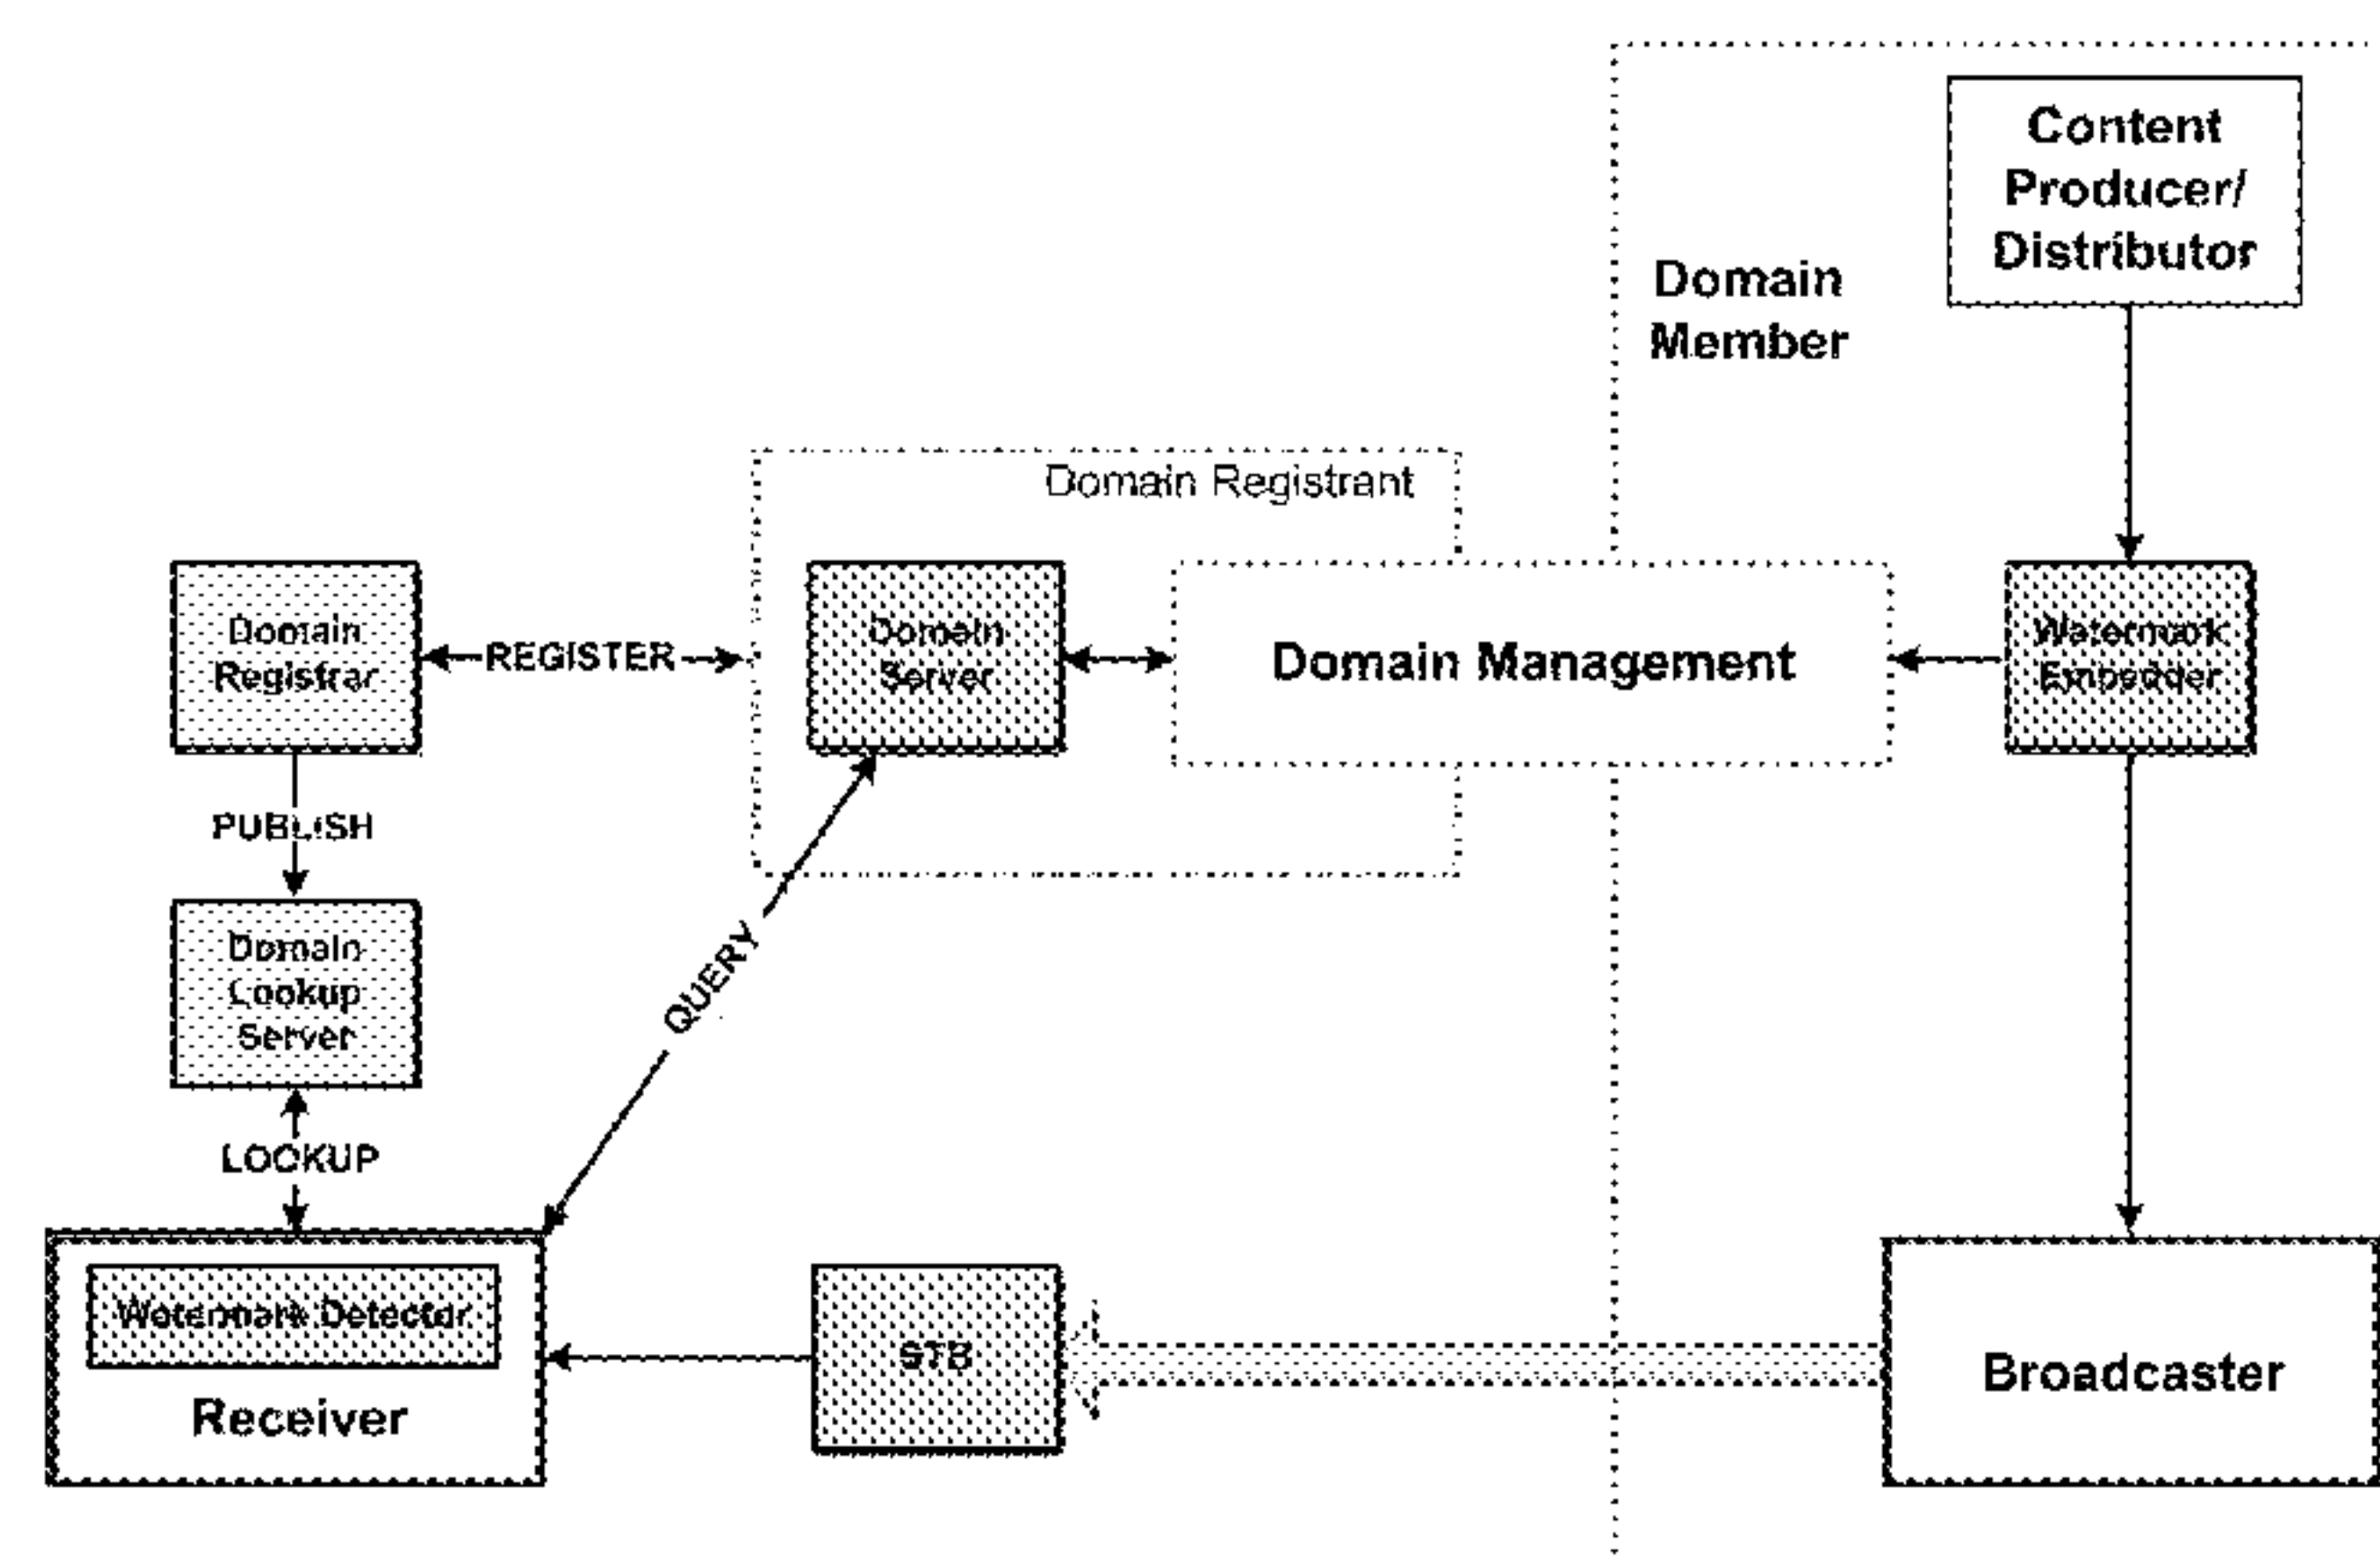 Content
Producer/
Distributor
Domain
Member
Domain Registrant
Domain
Registrar
REGISTER
Domain
Server
Domain Management
Watermark
Embedder
PUBLISH
Domain
Lookup
Server
QUERY
LOOKUP
Watermark Detector
Receiver
STB
Broadcaster